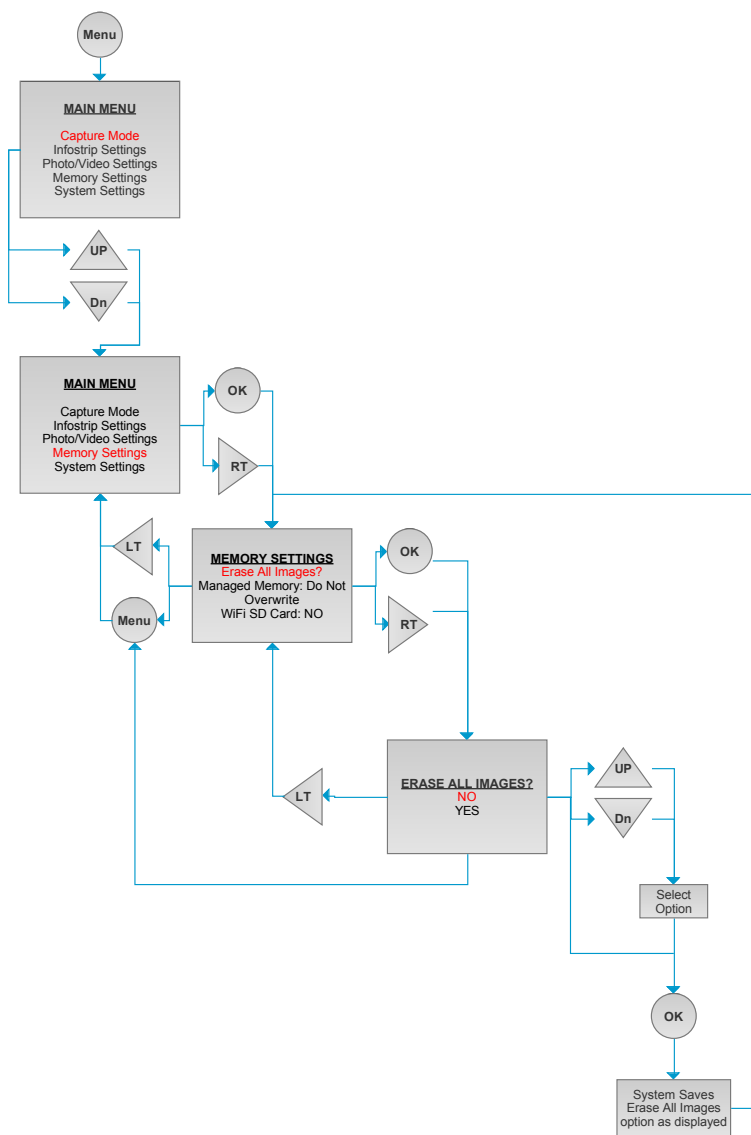 Menu
MAIN MENU
Capture Mode
Infostrip Settings
Photo/Video Settings
Memory Settings
System Settings
UP
Dn
MAIN MENU
Capture Mode
Infostrip Settings
Photo/Video Settings
Memory Settings
System Settings
OK
RT
LT
Menu
MEMORY SETTINGS
Erase All Images?
Managed Memory: Do Not
Overwrite
WiFi SD Card: NO
OK
RT
LT
ERASE ALL IMAGES?
NO
YES
UP
Dn
Select
Option
OK
System Saves
Erase All Images
option as displayed